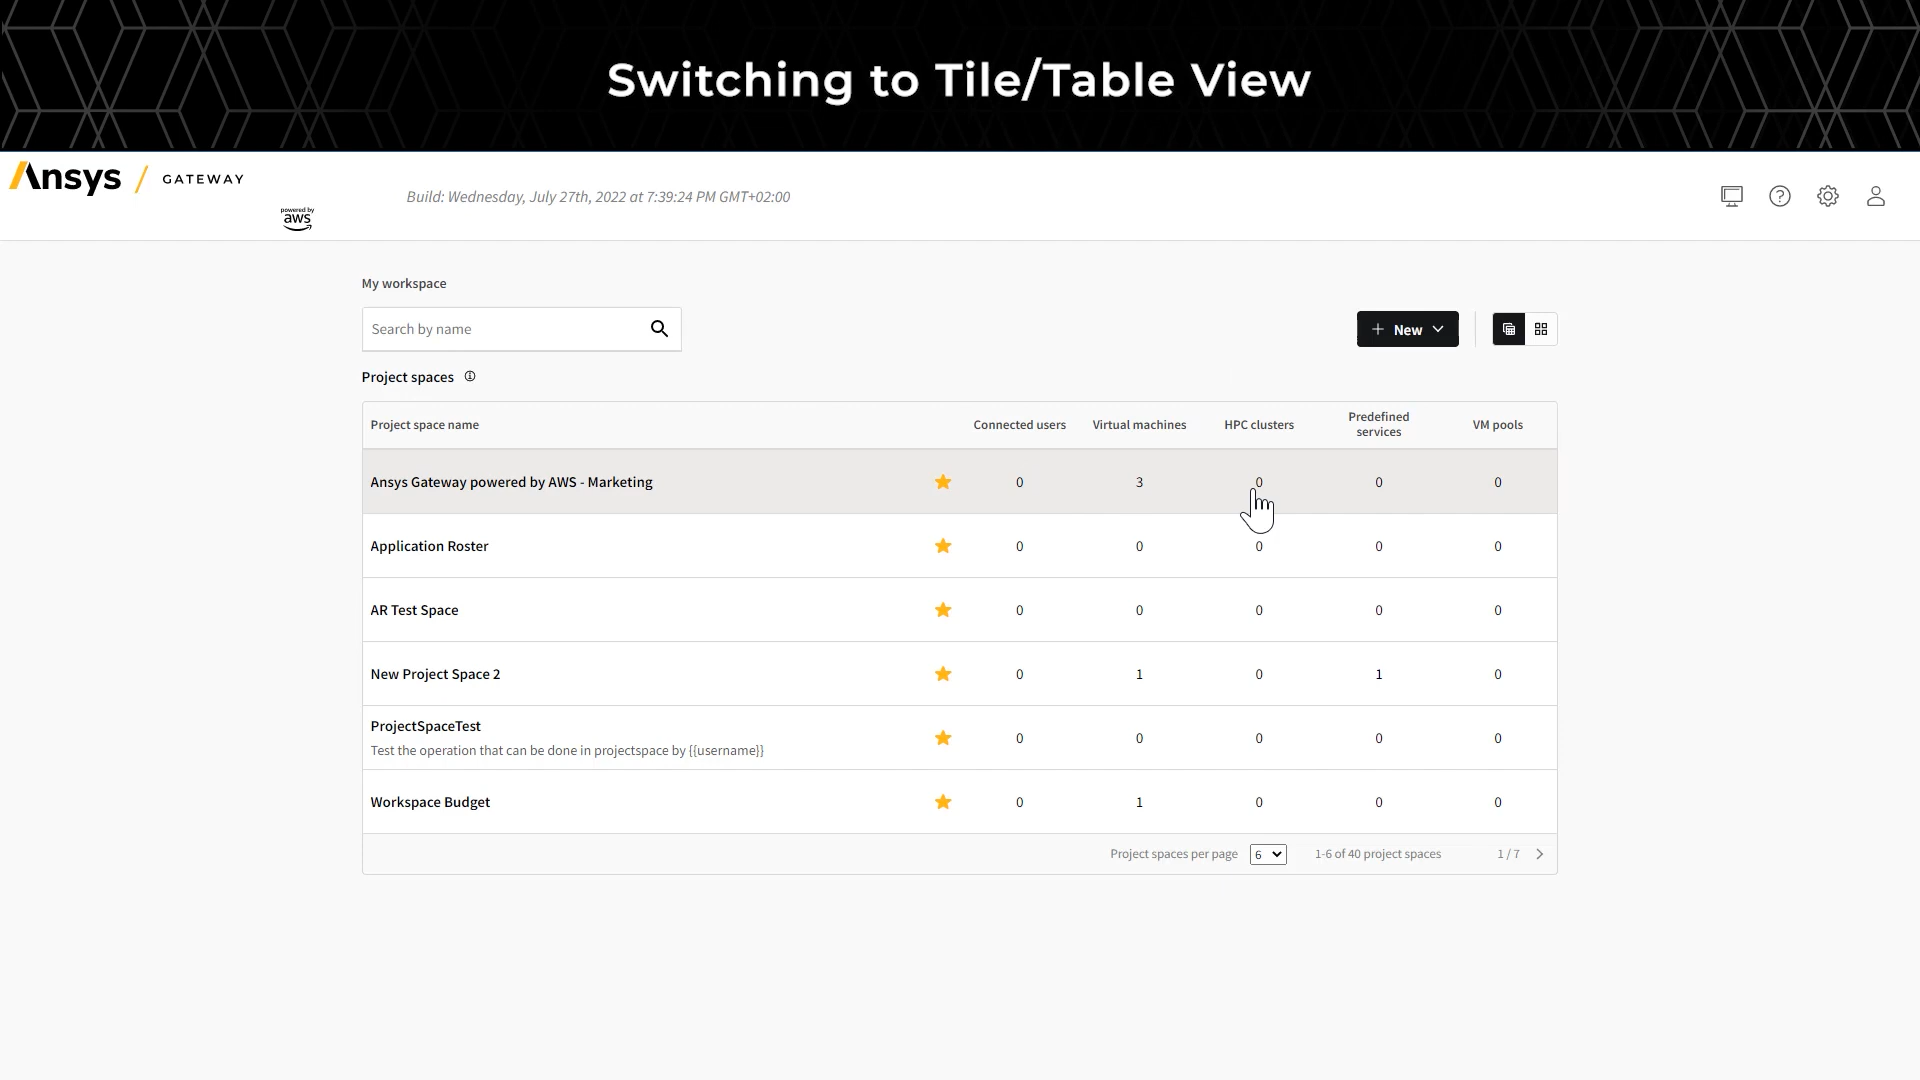 Switching to Tile/Table View
Ansys / GATEWAY
powered by
aws
Build: Wednesday, July 27th, 2022 at 7:39:24 PM GMT+02:00
My workspace
Search by name
+ New
Project spaces
Project space name Connected users Virtual machines HPC clusters Predefined services VM pools
Ansys Gateway powered by AWS - Marketing 0 3 0 0 0
Application Roster 0 0 0 0 0
AR Test Space 0 0 0 0 0
New Project Space 2 0 1 0 1 0
ProjectSpaceTest 0 0 0 0 0
Test the operation that can be done in projectspace by {{username}}
Workspace Budget 0 1 0 0 0
Project spaces per page 6 1-6 of 40 project spaces 1 / 7